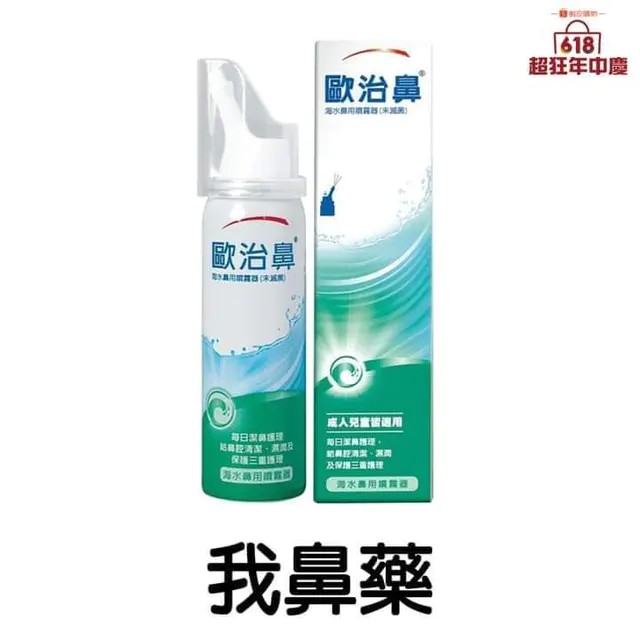 蝦皮購物
618
超狂年中慶
歐治鼻®
海水鼻用噴霧器(未滅菌)
歐治鼻®
海水鼻用噴霧器(未滅菌)
每日潔鼻護理
給鼻腔清潔、濕潤及
保護三重護理
海水鼻用噴霧器
成人兒童皆適用
每日潔鼻護理,
給鼻腔清潔、濕潤
及保護三重護理
海水鼻用噴霧器
我鼻藥